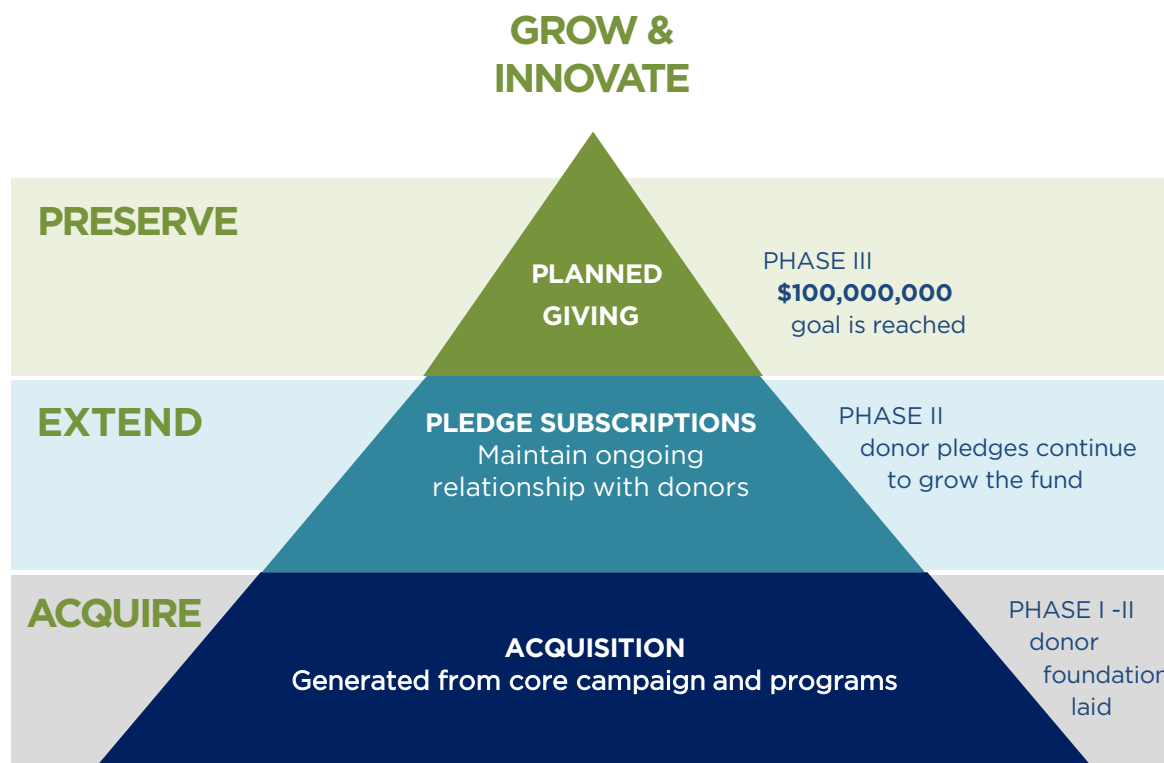 GROW &
INNOVATE
PRESERVE
PLANNED
GIVING
PHASE III
$100,000,000
goal is reached
EXTEND
PLEDGE SUBSCRIPTIONS
Maintain ongoing
relationship with donors
PHASE II
donor pledges continue
to grow the fund
ACQUIRE
ACQUISITION
Generated from core campaign and programs
PHASE I -II
donor
foundation
laid